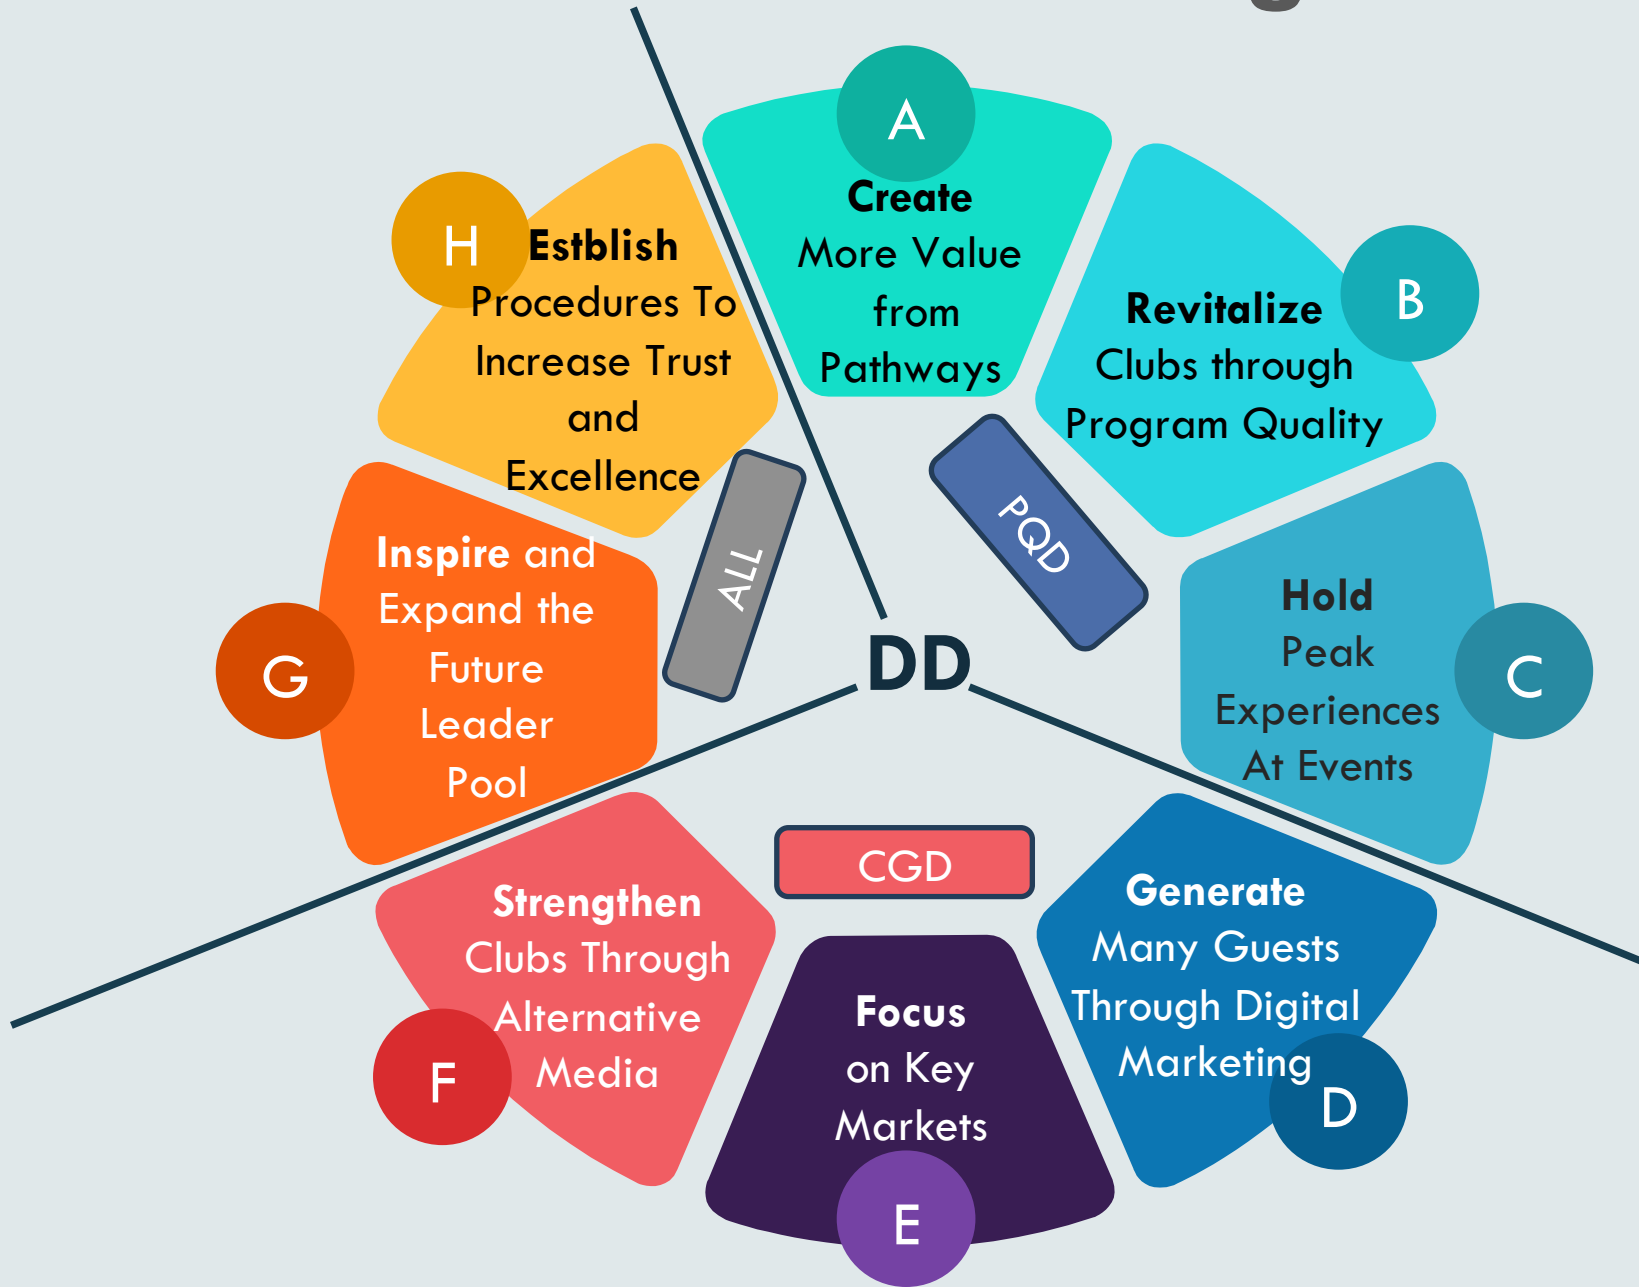 A
Create
More Value
from
Pathways
B
Revitalize
Clubs through
Program Quality
C
Hold
Peak
Experiences
At Events
D
Generate
Many Guests
Through Digital
Marketing
E
Focus
on Key
Markets
F
Strengthen
Clubs Through
Alternative
Media
G
Inspire and
Expand the
Future
Leader
Pool
H
Estblish
Procedures To
Increase Trust
and
Excellence
ALL
PQD
DD
CGD